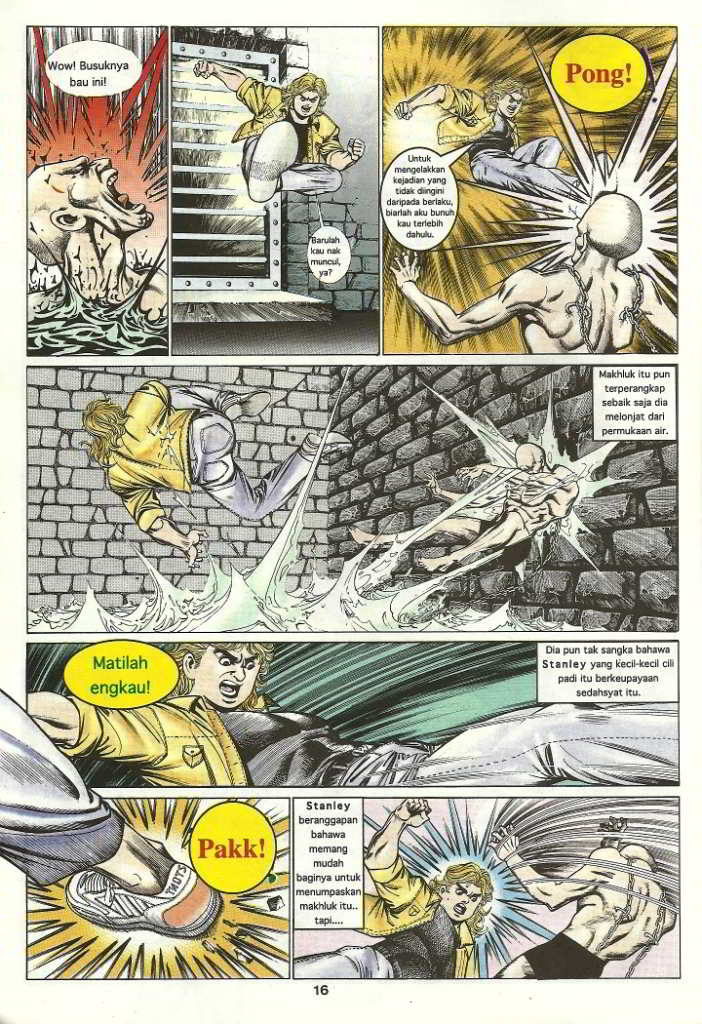 Wow! Busuknya
bau ini!
Barulah
kau nak
muncul,
ya?
Pong!
Untuk
mengelakkan
kejadian yang
tidak diingini
daripada berlaku,
biarlah aku bunuh
kau terlebih
dahulu.
Makhluk itu pun
terperangkap
sebaik saja dia
melonjat dari
permukaan air.
Matilah
engkau!
Dia pun tak sangka bahawa
Stanley yang kecil-kecil cili
padi itu berkeupayaan
sedahsyat itu.
Pakk!
TONY
Stanley
beranggapan
bahawa
memang
mudah
baginya untuk
menumpaskan
makhluk itu..
tapi....
16